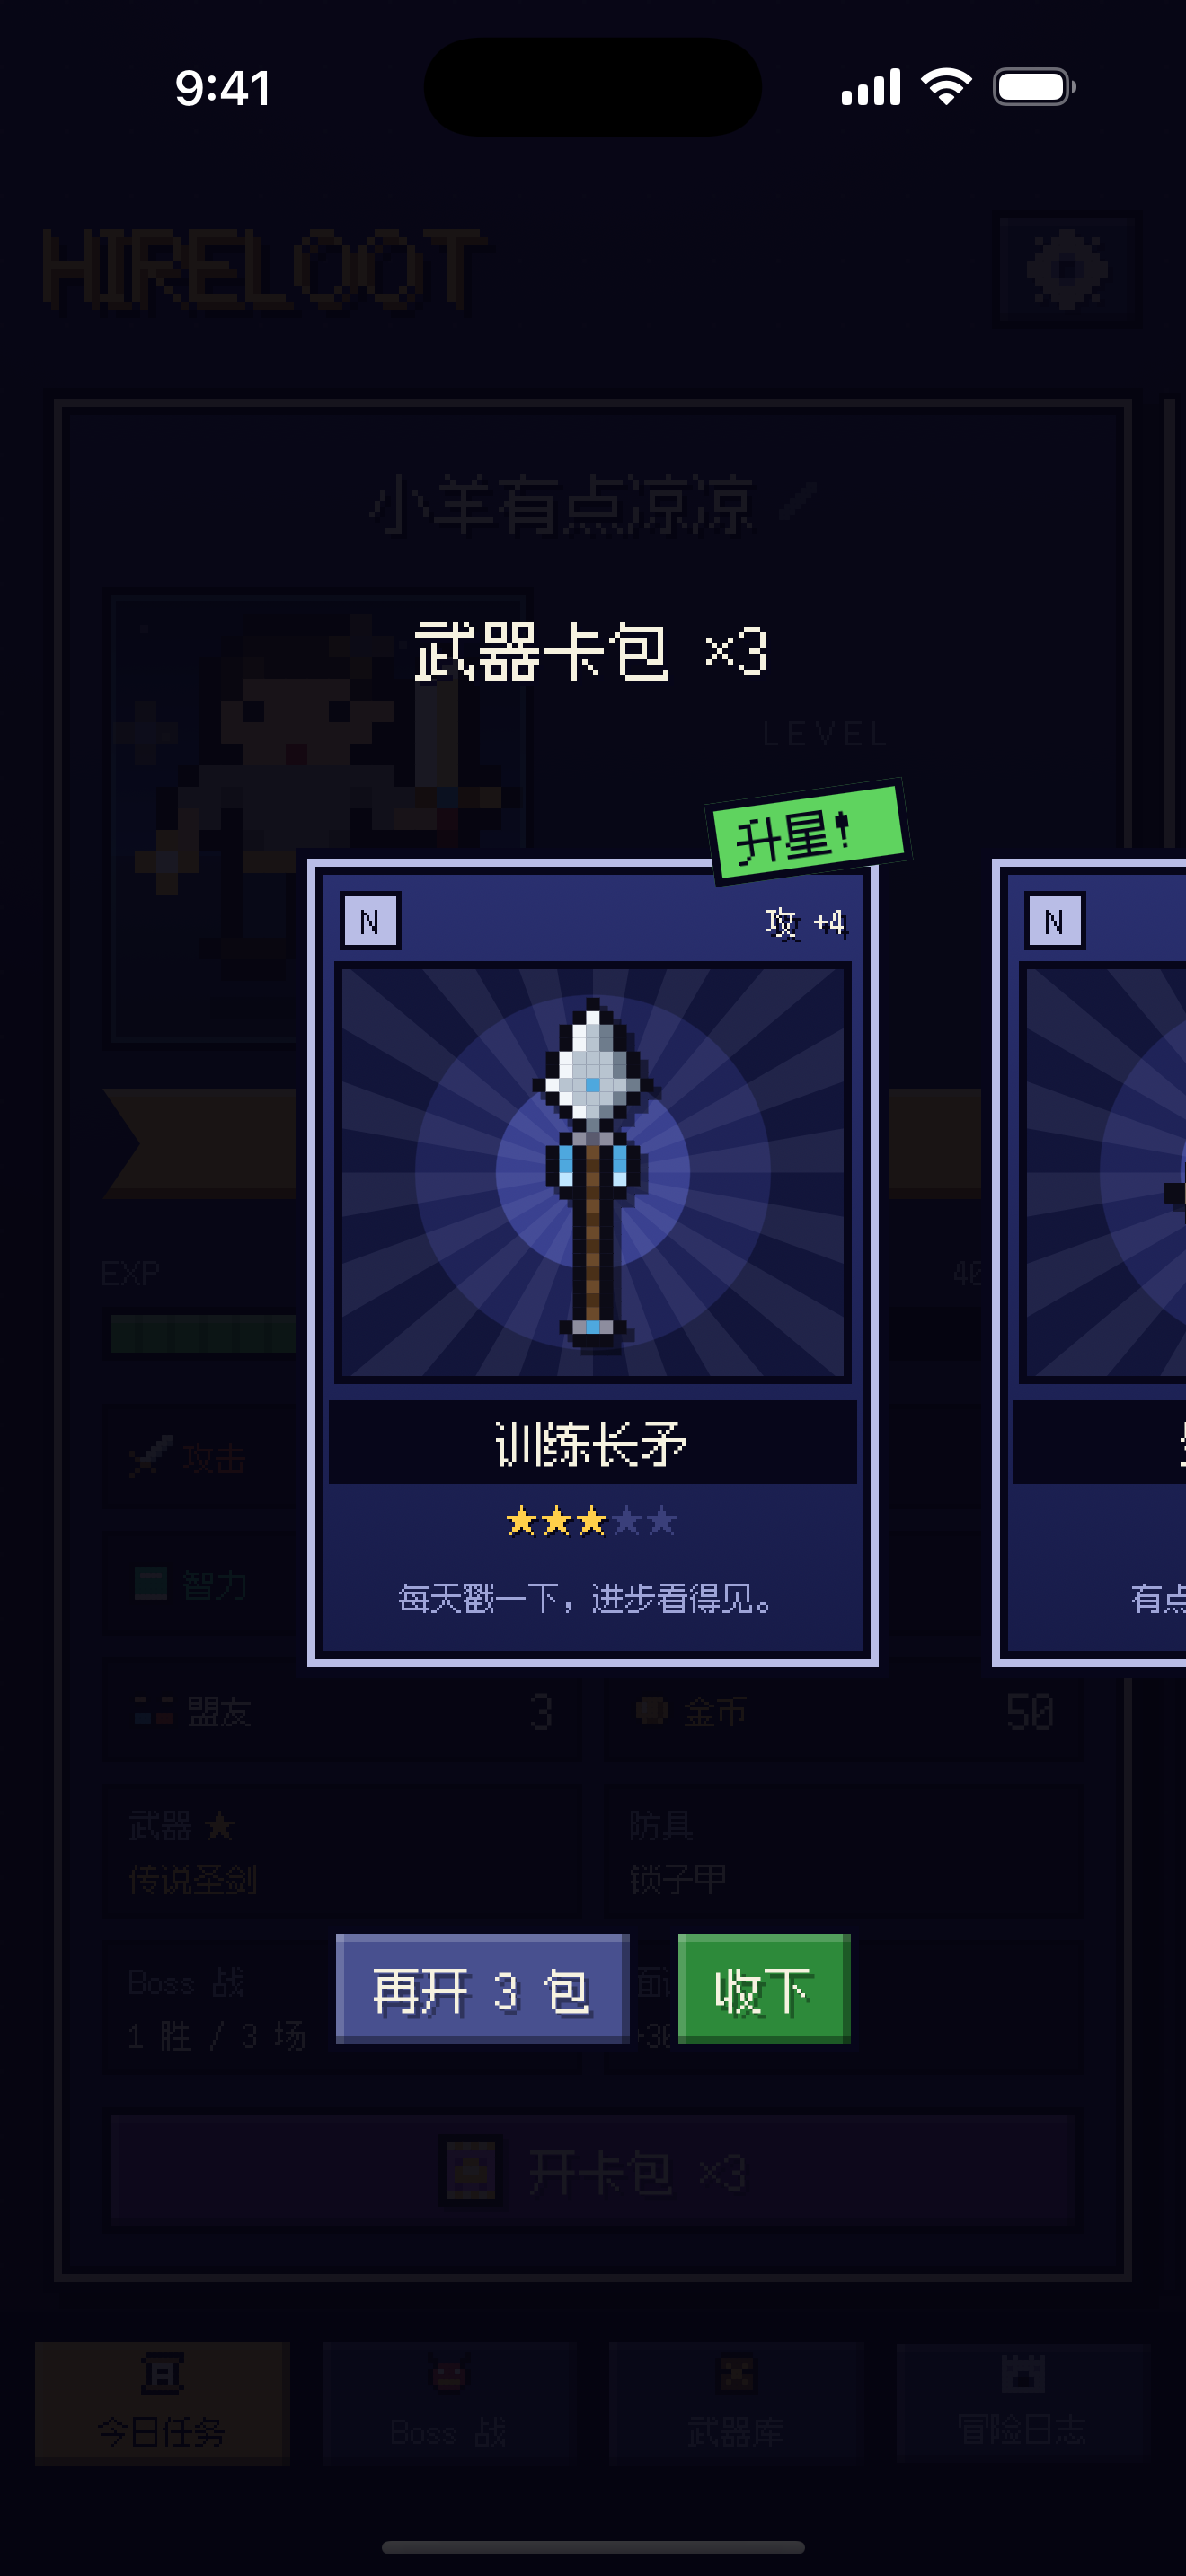 9:41
HIRELOOT
小羊有点凉凉
武器卡包 ×3
LEVEL
升星!
N
攻 +4
N
EXP
训练长矛
攻击
智力
每天戳一下，进步看得见。
有点
盟友 3
金币 50
武器 ★
传说圣剑
防具
锁子甲
Boss 战
1 胜 / 3 场
再开 3 包
收下
开卡包 ×3
今日任务
Boss 战
武器库
冒险日志